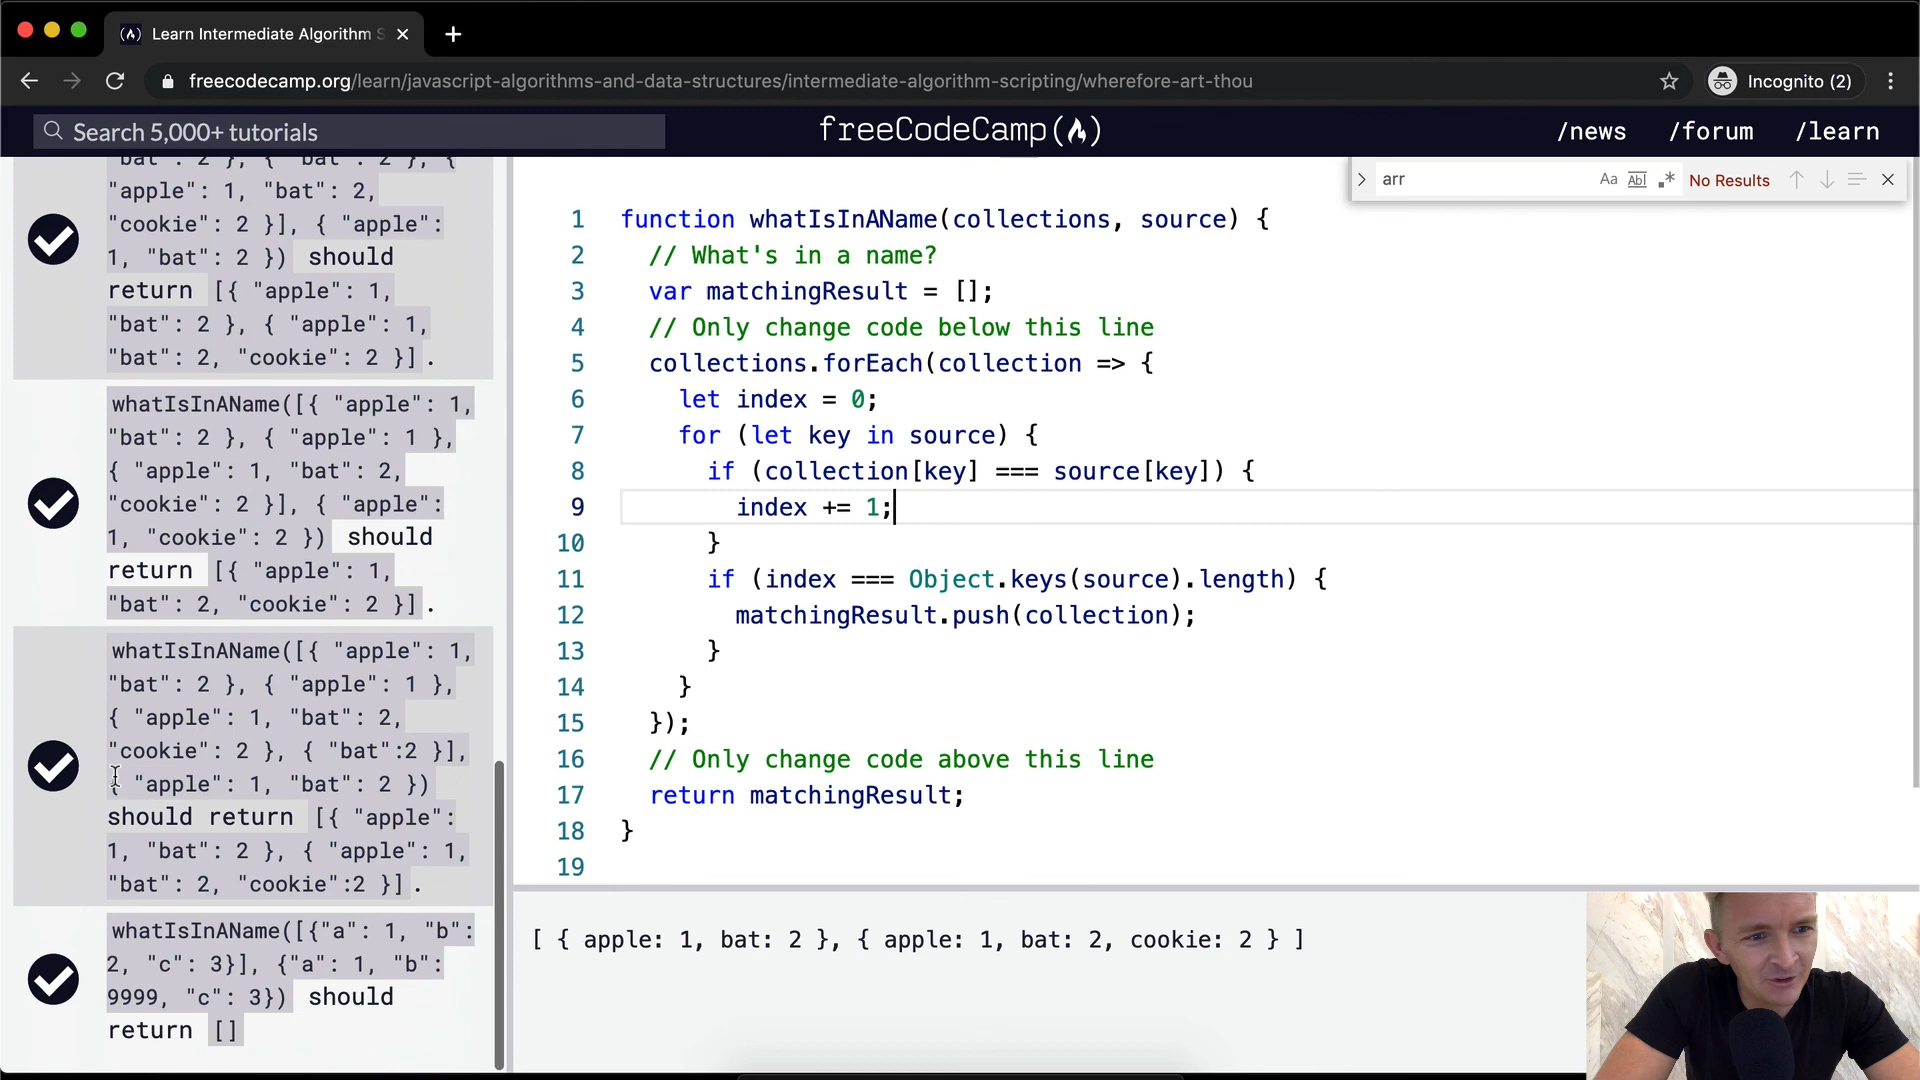 Learn Intermediate Algorithm S
freecodecamp.org/learn/javascript-algorithms-and-data-structures/intermediate-algorithm-scripting/wherefore-art-thou
Incognito (2)
Search 5,000+ tutorials
freeCodeCamp(🔥)
/news /forum /learn
"bat": 2 }, { "bat": 2 }, {
"apple": 1, "bat": 2,
"cookie": 2 }], { "apple":
1, "bat": 2 }) should
return [{ "apple": 1,
"bat": 2 }, { "apple": 1,
"bat": 2, "cookie": 2 }].
whatIsInAName([{ "apple": 1,
"bat": 2 }, { "apple": 1 },
{ "apple": 1, "bat": 2,
"cookie": 2 }], { "apple":
1, "cookie": 2 }) should
return [{ "apple": 1,
"bat": 2, "cookie": 2 }].
whatIsInAName([{ "apple": 1,
"bat": 2 }, { "apple": 1 },
{ "apple": 1, "bat": 2,
"cookie": 2 }, { "bat":2 }],
{ "apple": 1, "bat": 2 })
should return [{ "apple":
1, "bat": 2 }, { "apple": 1,
"bat": 2, "cookie":2 }].
whatIsInAName([{"a": 1, "b":
2, "c": 3}], {"a": 1, "b":
9999, "c": 3}) should
return []
arr Aa Abl .* No Results
1 function whatIsInAName(collections, source) {
2 // What's in a name?
3 var matchingResult = [];
4 // Only change code below this line
5 collections.forEach(collection => {
6 let index = 0;
7 for (let key in source) {
8 if (collection[key] === source[key]) {
9 index += 1;
10 }
11 if (index === Object.keys(source).length) {
12 matchingResult.push(collection);
13 }
14 }
15 });
16 // Only change code above this line
17 return matchingResult;
18 }
19
[ { apple: 1, bat: 2 }, { apple: 1, bat: 2, cookie: 2 } ]